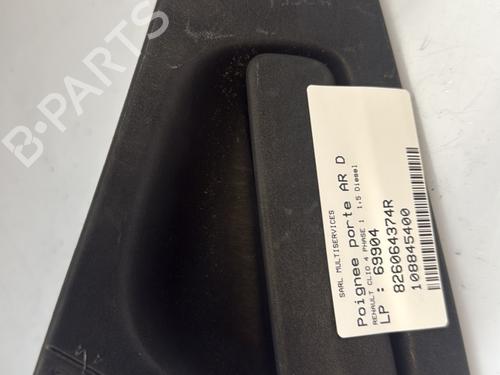 B-PARTS
SARL MULTISERVICES
Poignee Porte AR D
RENAULT CLIO 4 PHASE 1 1.5 Diesel
LP : 69904
826064374R
108845400